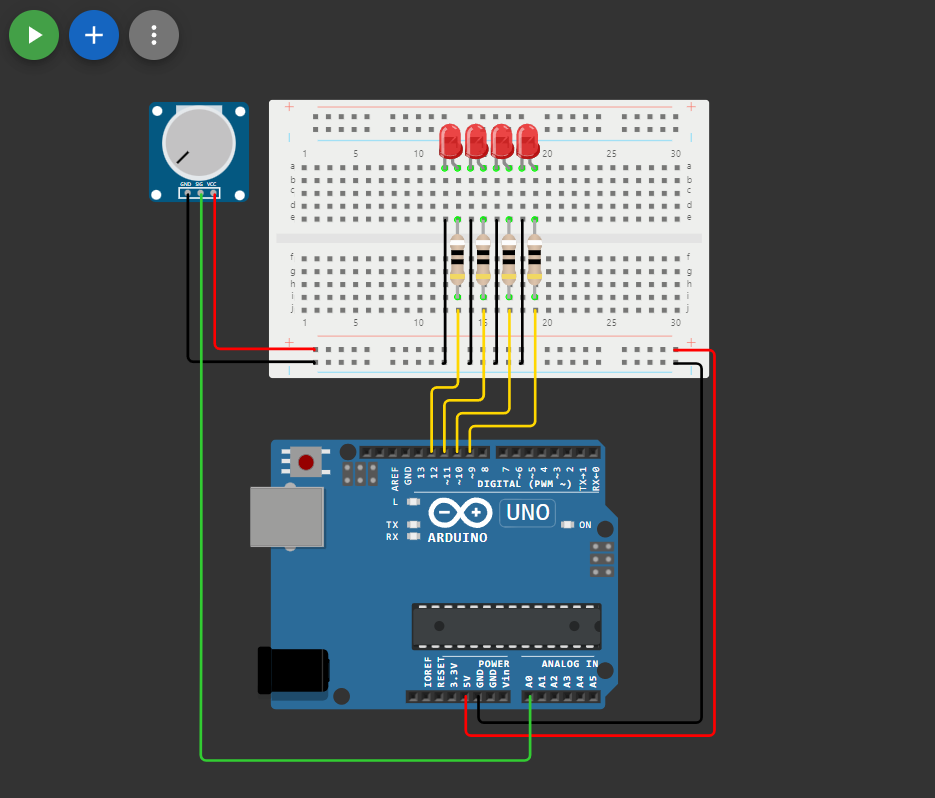 GND SIG VCC
+ +
1 5 10 15 20 25 30
a a
b b
c c
d d
e e
f f
g g
h h
i i
j j
1 5 10 15 20 25 30
+ +
AREF
GND
13
12
~11
~10
~9
8
7
~6
~5
4
~3
2
TX→1
RX←0
DIGITAL (PWM ~)
L
TX
RX
UNO
ON
ARDUINO
IOREF
RESET
3.3V
5V
GND
GND
Vin
POWER
ANALOG IN
A0
A1
A2
A3
A4
A5